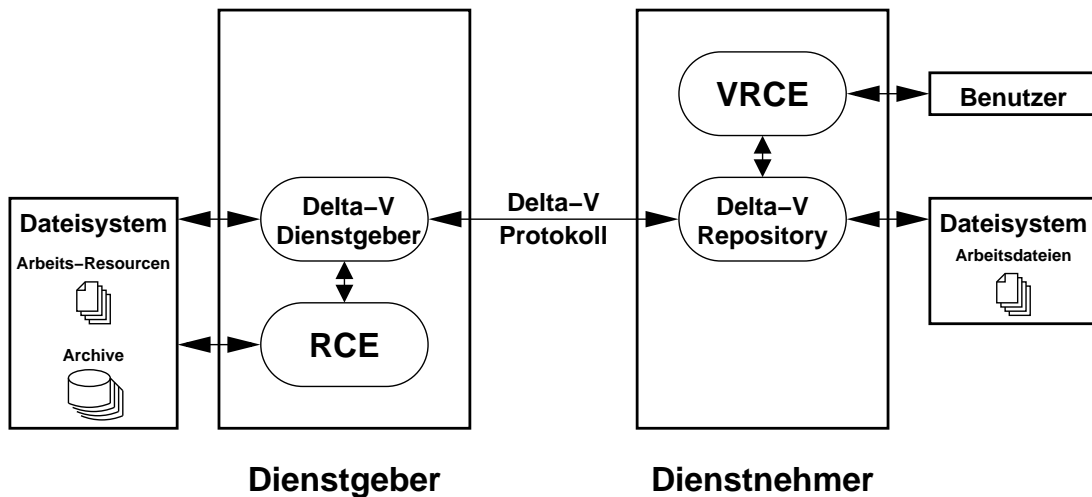 Dateisystem
Arbeits–Resourcen
Archive
Delta–V
Dienstgeber
RCE
Dienstgeber
Delta–V
Protokoll
VRCE
Delta–V
Repository
Dienstnehmer
Benutzer
Dateisystem
Arbeitsdateien